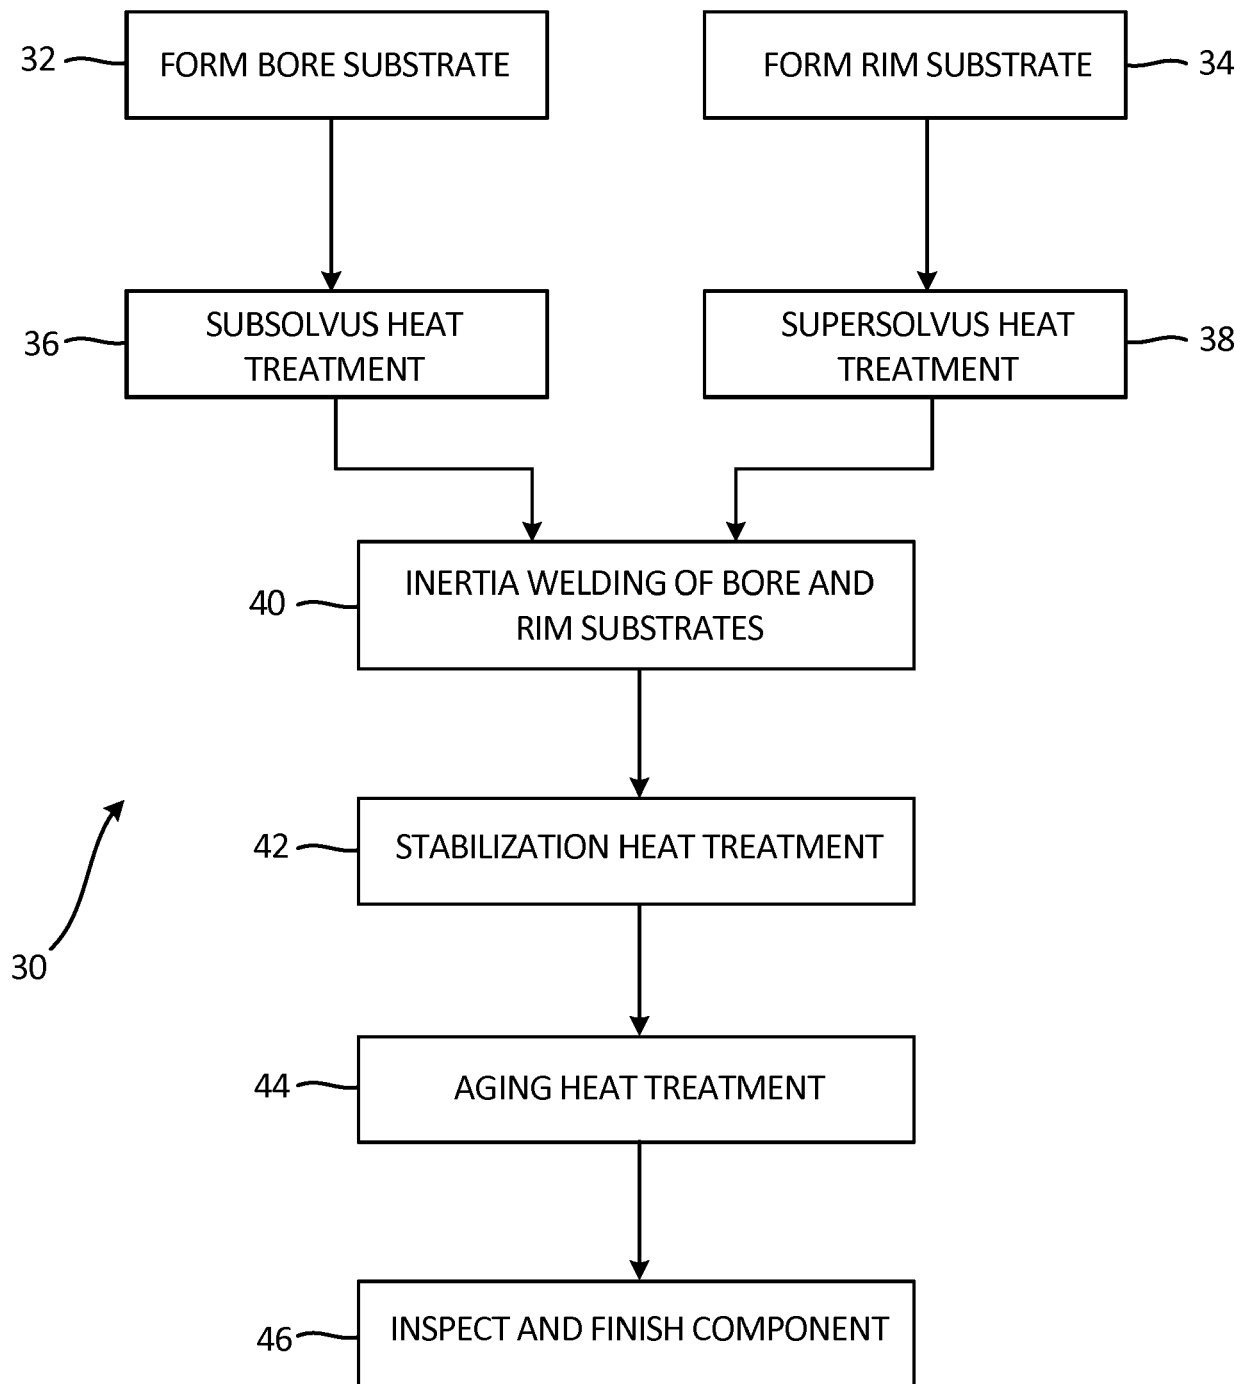 32
FORM BORE SUBSTRATE
FORM RIM SUBSTRATE
34
36
SUBSOLVUS HEAT
TREATMENT
SUPERSOLVUS HEAT
TREATMENT
38
40
INERTIA WELDING OF BORE AND
RIM SUBSTRATES
42
STABILIZATION HEAT TREATMENT
30
44
AGING HEAT TREATMENT
46
INSPECT AND FINISH COMPONENT